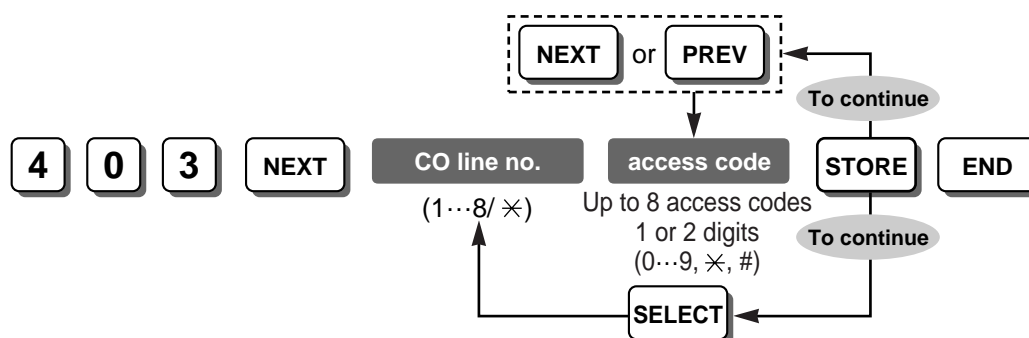 NEXT or PREV
To continue
4 0 3 NEXT CO line no. access code STORE END
(1···8/ ✳)
Up to 8 access codes
1 or 2 digits
(0···9, ✳, #)
To continue
SELECT